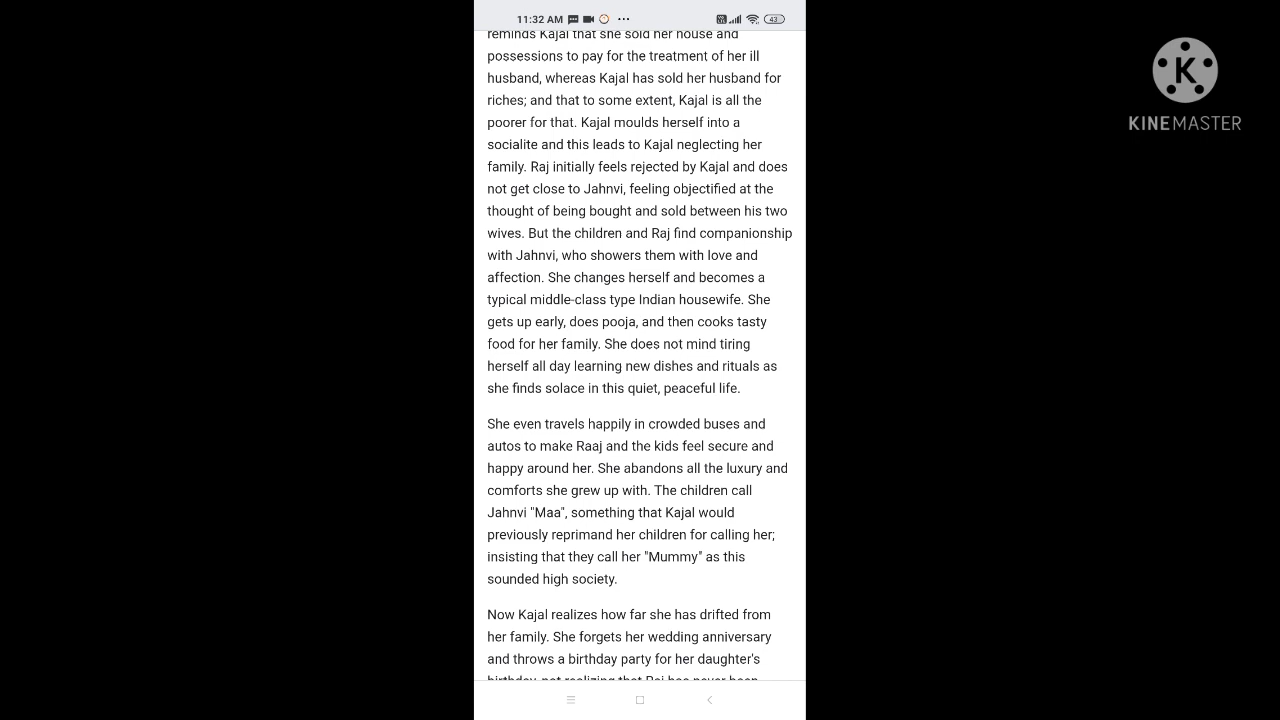 11:32 AM
43
K
KINEMASTER
reminds Kajal that she sold her house and
possessions to pay for the treatment of her ill
husband, whereas Kajal has sold her husband for
riches; and that to some extent, Kajal is all the
poorer for that. Kajal moulds herself into a
socialite and this leads to Kajal neglecting her
family. Raj initially feels rejected by Kajal and does
not get close to Jahnvi, feeling objectified at the
thought of being bought and sold between his two
wives. But the children and Raj find companionship
with Jahnvi, who showers them with love and
affection. She changes herself and becomes a
typical middle-class type Indian housewife. She
gets up early, does pooja, and then cooks tasty
food for her family. She does not mind tiring
herself all day learning new dishes and rituals as
she finds solace in this quiet, peaceful life.
She even travels happily in crowded buses and
autos to make Raaj and the kids feel secure and
happy around her. She abandons all the luxury and
comforts she grew up with. The children call
Jahnvi "Maa", something that Kajal would
previously reprimand her children for calling her;
insisting that they call her "Mummy" as this
sounded high society.
Now Kajal realizes how far she has drifted from
her family. She forgets her wedding anniversary
and throws a birthday party for her daughter's
birthday, not realizing that Raj has never been